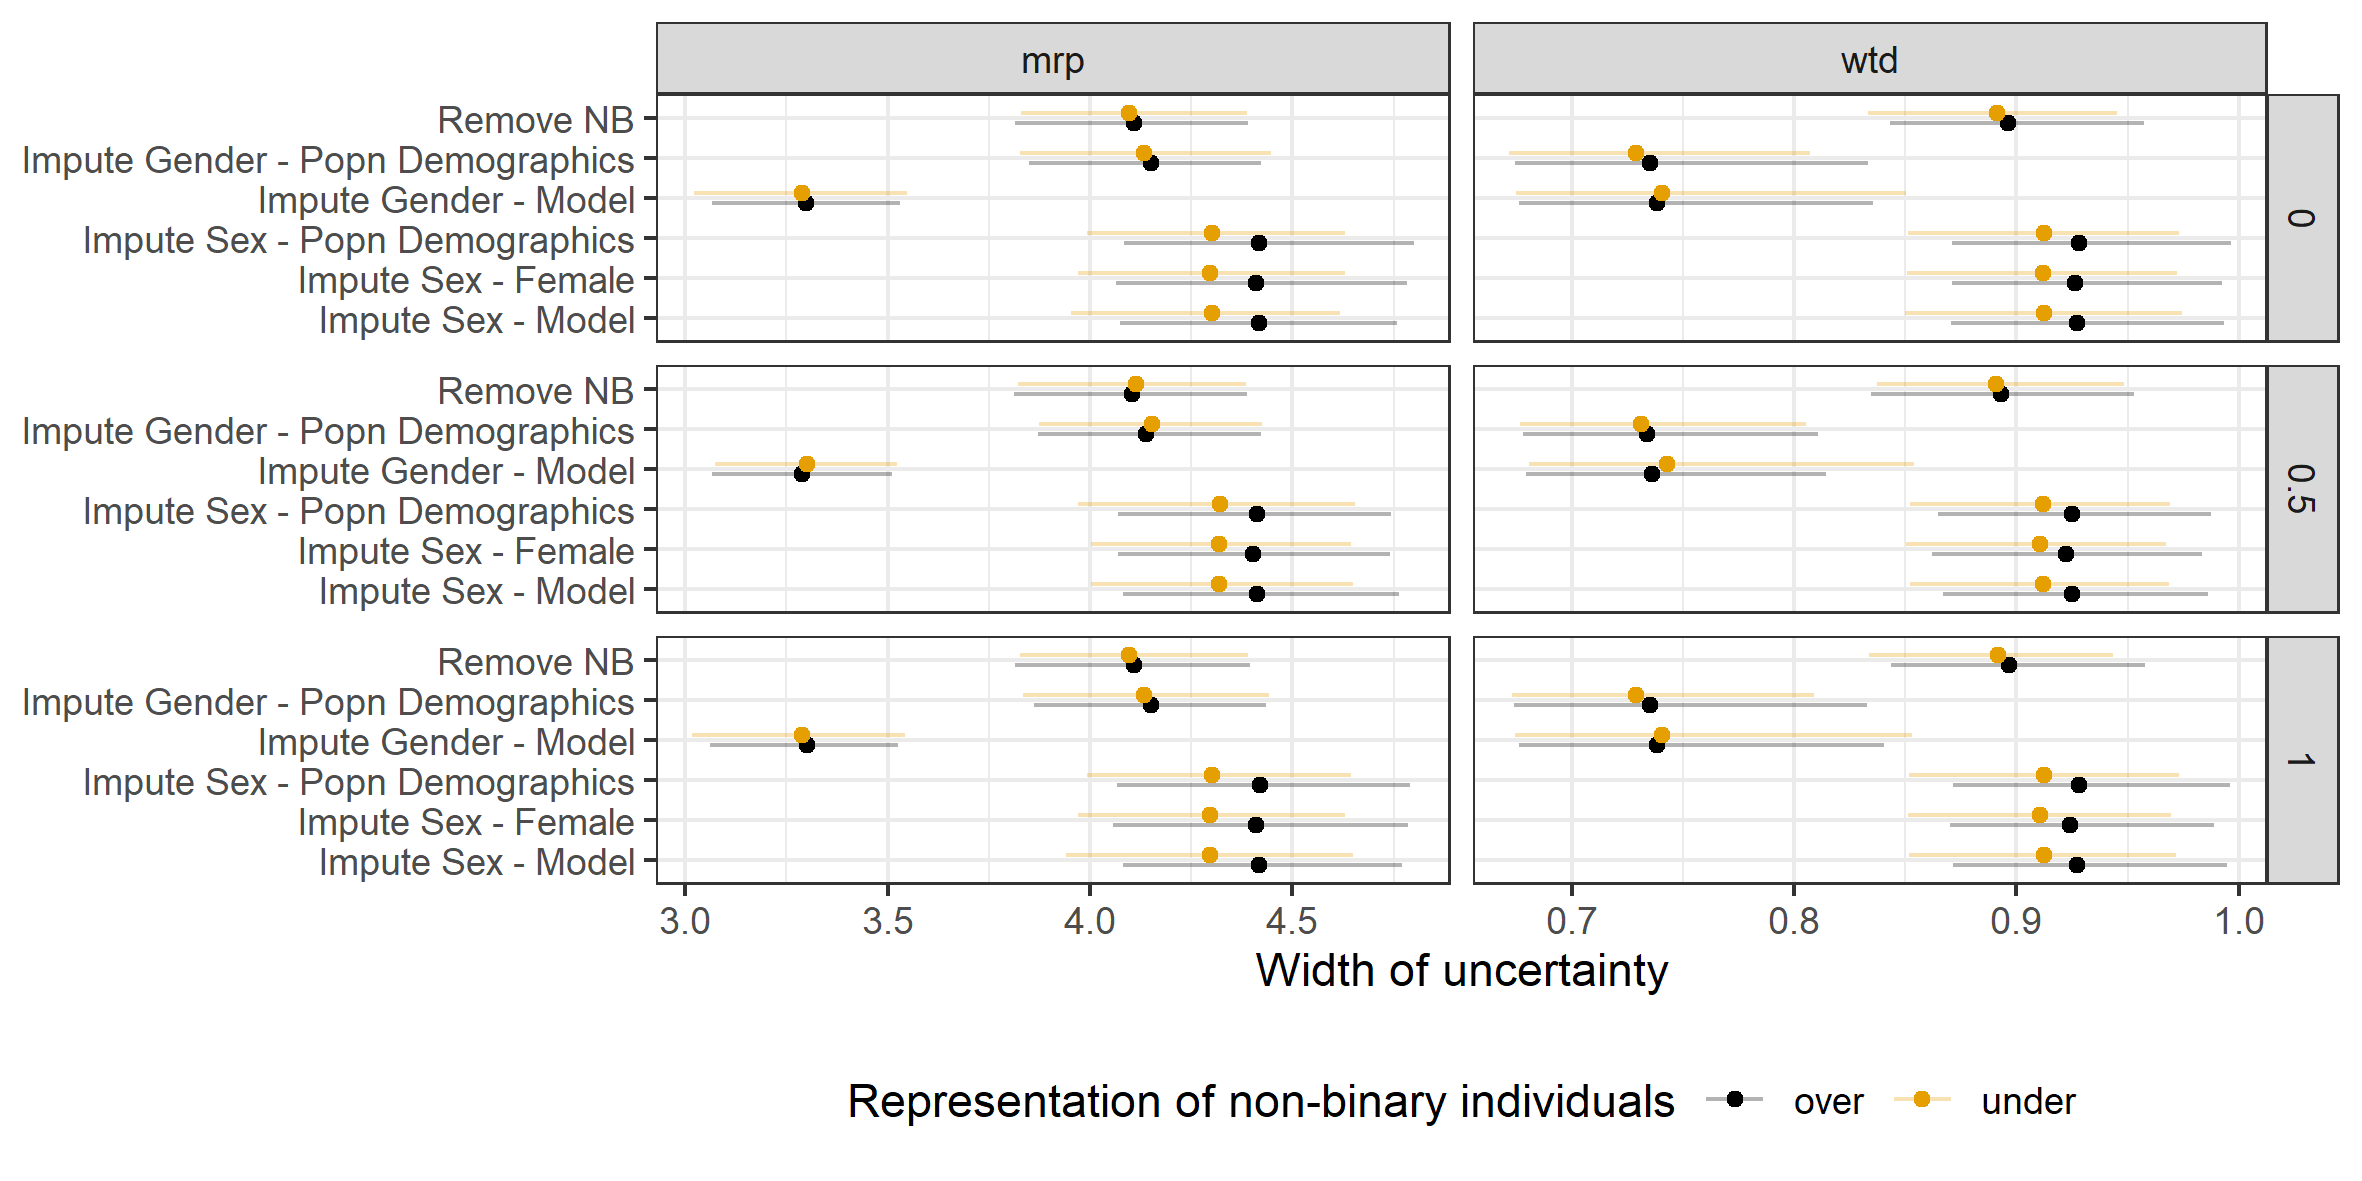 mrp
wtd
Remove NB
Impute Gender - Popn Demographics
Impute Gender - Model
Impute Sex - Popn Demographics
Impute Sex - Female
Impute Sex - Model
0
Remove NB
Impute Gender - Popn Demographics
Impute Gender - Model
Impute Sex - Popn Demographics
Impute Sex - Female
Impute Sex - Model
0.5
Remove NB
Impute Gender - Popn Demographics
Impute Gender - Model
Impute Sex - Popn Demographics
Impute Sex - Female
Impute Sex - Model
1
3.0 3.5 4.0 4.5 0.7 0.8 0.9 1.0
Width of uncertainty
Representation of non-binary individuals over under